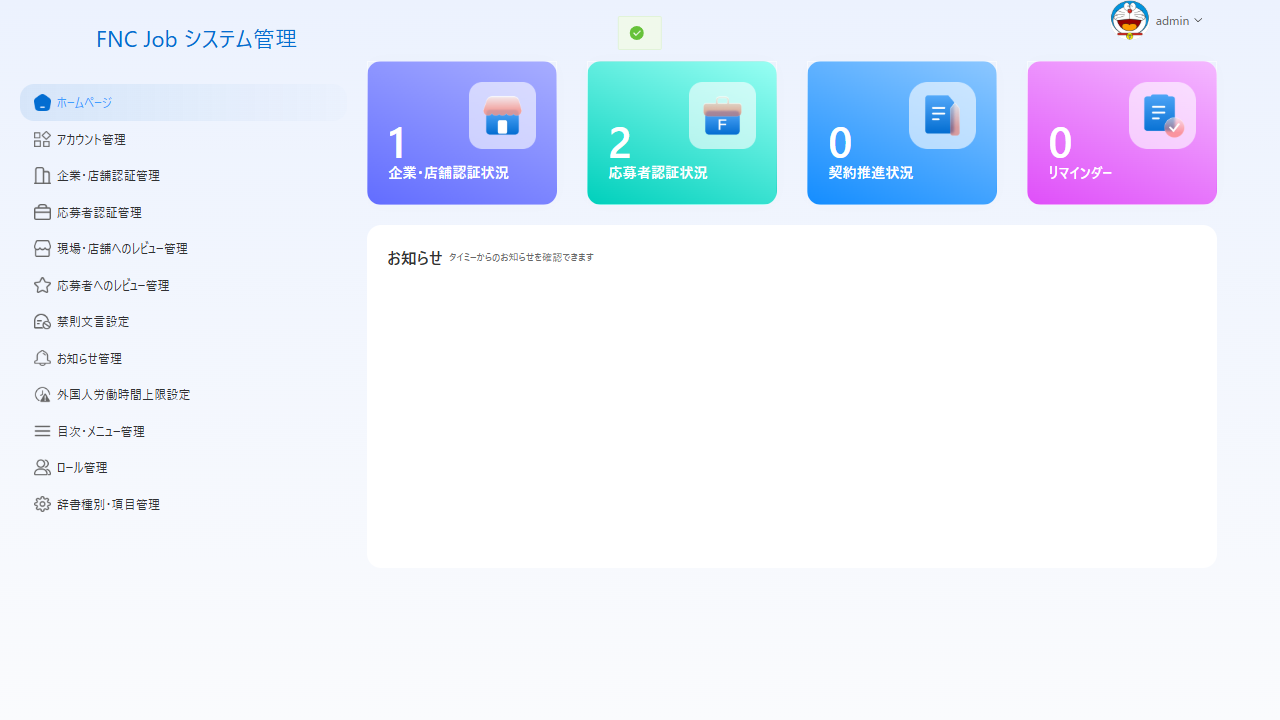 FNC Job システム管理
admin
ホームページ
アカウント管理
企業・店舗認証管理
応募者認証管理
現場・店舗へのレビュー管理
応募者へのレビュー管理
禁則文言設定
お知らせ管理
外国人労働時間上限設定
目次・メニュー管理
ロール管理
辞書種別・項目管理
1
企業・店舗認証状況
F
2
応募者認証状況
0
契約推進状況
0
リマインダー
お知らせ タイミーからのお知らせを確認できます